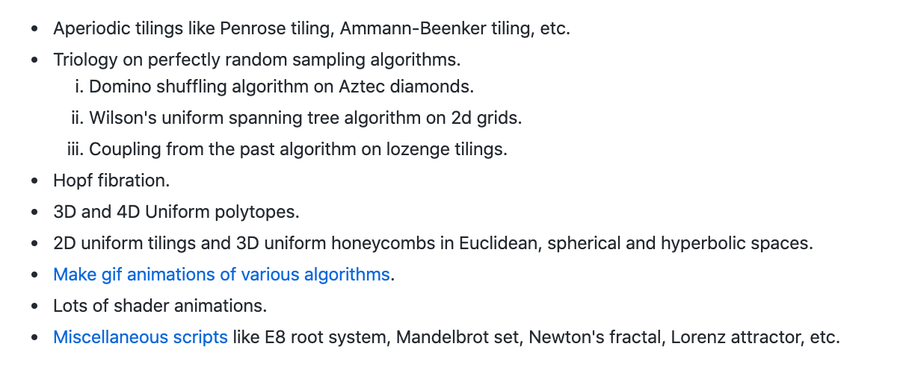 • Aperiodic tilings like Penrose tiling, Ammann-Beenker tiling, etc.
• Triology on perfectly random sampling algorithms.
i. Domino shuffling algorithm on Aztec diamonds.
ii. Wilson's uniform spanning tree algorithm on 2d grids.
iii. Coupling from the past algorithm on lozenge tilings.
• Hopf fibration.
• 3D and 4D Uniform polytopes.
• 2D uniform tilings and 3D uniform honeycombs in Euclidean, spherical and hyperbolic spaces.
• Make gif animations of various algorithms.
• Lots of shader animations.
• Miscellaneous scripts like E8 root system, Mandelbrot set, Newton's fractal, Lorenz attractor, etc.